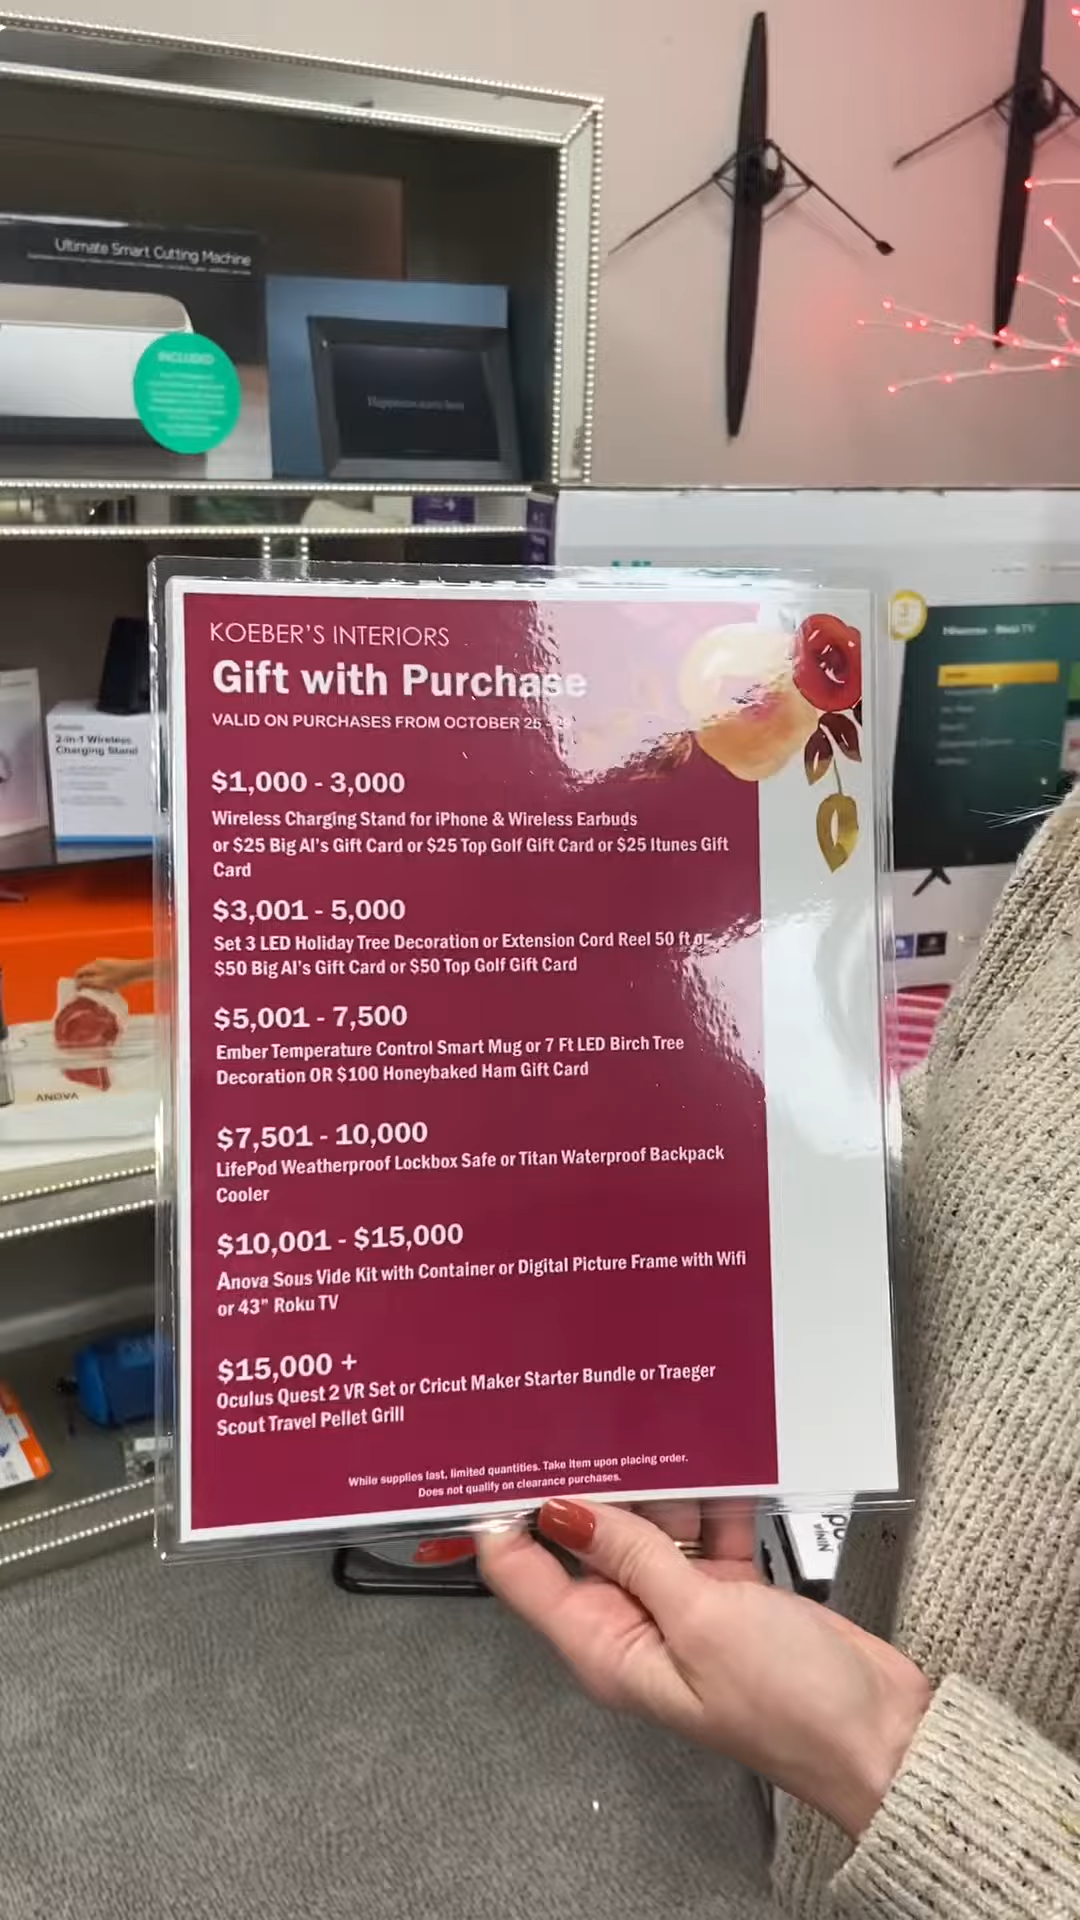 Ultimate Smart Cutting Machine
INCLUDED
Happiness starts here
2-in-1 Wireless
Charging Stand
ANOVA
KOEBER'S INTERIORS
Gift with Purchase
VALID ON PURCHASES FROM OCTOBER 25 -
$1,000 - 3,000
Wireless Charging Stand for iPhone & Wireless Earbuds
or $25 Big Al's Gift Card or $25 Top Golf Gift Card or $25 Itunes Gift
Card
$3,001 - 5,000
Set 3 LED Holiday Tree Decoration or Extension Cord Reel 50 ft or
$50 Big Al's Gift Card or $50 Top Golf Gift Card
$5,001 - 7,500
Ember Temperature Control Smart Mug or 7 Ft LED Birch Tree
Decoration OR $100 Honeybaked Ham Gift Card
$7,501 - 10,000
LifePod Weatherproof Lockbox Safe or Titan Waterproof Backpack
Cooler
$10,001 - $15,000
Anova Sous Vide Kit with Container or Digital Picture Frame with Wifi
or 43" Roku TV
$15,000 +
Oculus Quest 2 VR Set or Cricut Maker Starter Bundle or Traeger
Scout Travel Pellet Grill
While supplies last, limited quantities. Take Item upon placing order.
Does not qualify on clearance purchases.
Hisense Roku TV